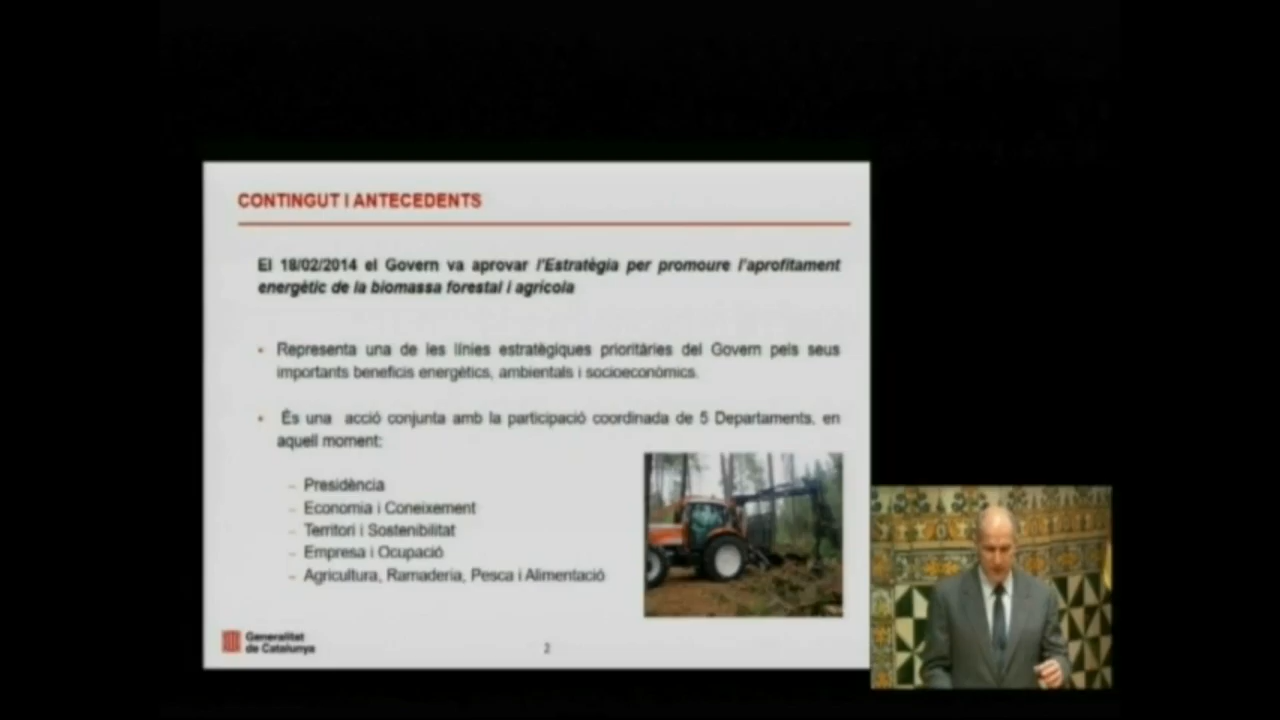 CONTINGUT I ANTECEDENTS
El 18/02/2014 el Govern va aprovar l'Estratègia per promoure l'aprofitament
energètic de la biomassa forestal i agrícola
• Representa una de les línies estratègiques prioritàries del Govern pels seus
importants beneficis energètics, ambientals i socioeconòmics.
• És una acció conjunta amb la participació coordinada de 5 Departaments, en
aquell moment:
– Presidència
– Economia i Coneixement
– Territori i Sostenibilitat
– Empresa i Ocupació
– Agricultura, Ramaderia, Pesca i Alimentació
Generalitat
de Catalunya
2